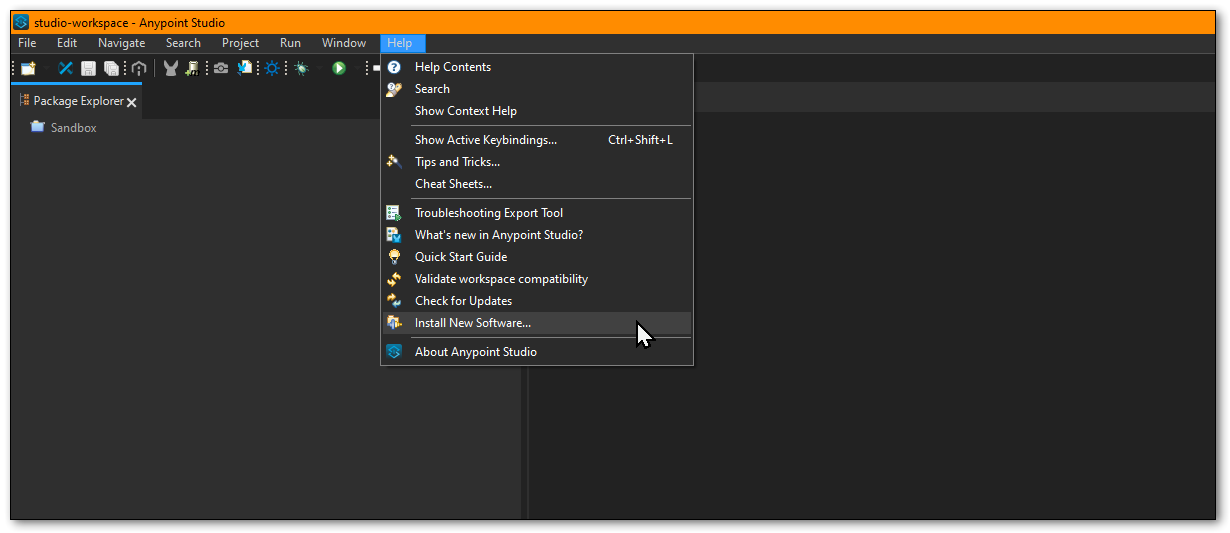 studio-workspace - Anypoint Studio
File Edit Navigate Search Project Run Window Help
Package Explorer
Sandbox
Help Contents
Search
Show Context Help
Show Active Keybindings... Ctrl+Shift+L
Tips and Tricks...
Cheat Sheets...
Troubleshooting Export Tool
What's new in Anypoint Studio?
Quick Start Guide
Validate workspace compatibility
Check for Updates
Install New Software...
About Anypoint Studio